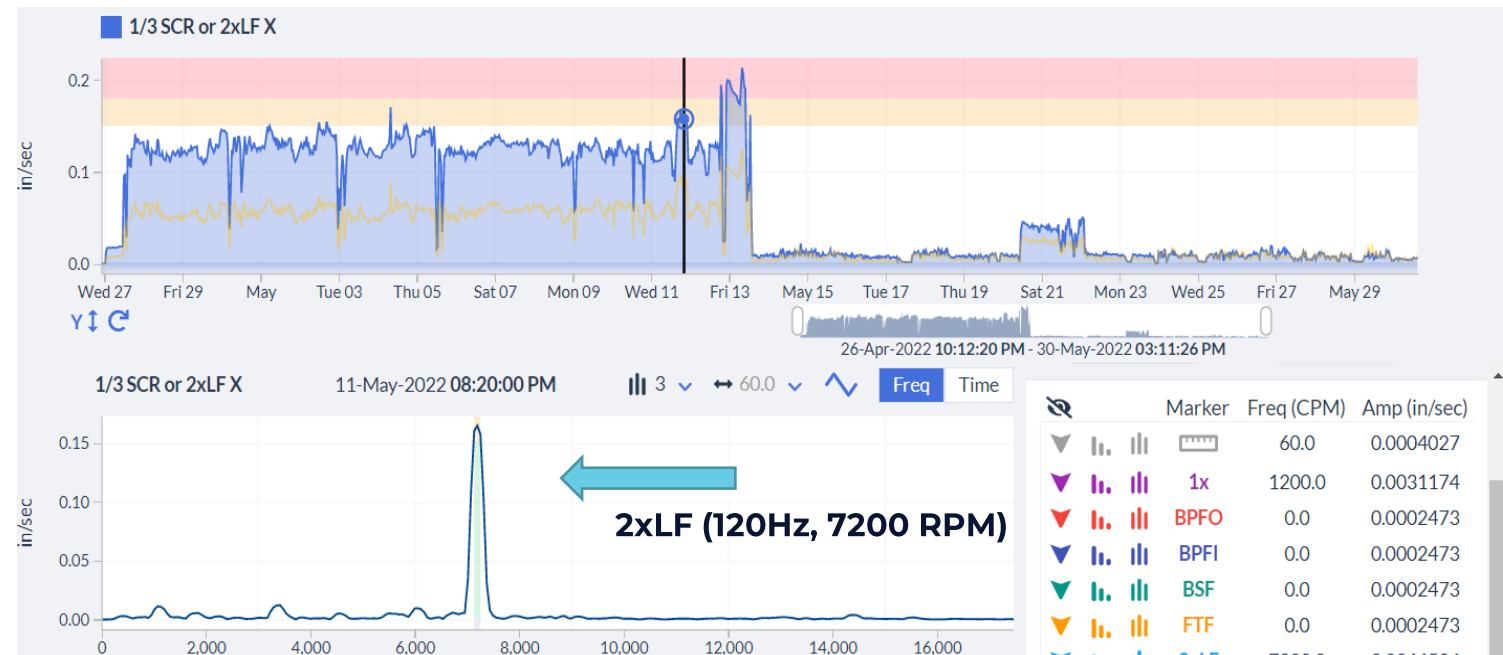 1/3 SCR or 2xLF X
0.2
0.1
0.0
in/sec
Wed 27 Fri 29 May Tue 03 Thu 05 Sat 07 Mon 09 Wed 11 Fri 13 May 15 Tue 17 Thu 19 Sat 21 Mon 23 Wed 25 Fri 27 May 29
Y
26-Apr-2022 10:12:20 PM - 30-May-2022 03:11:26 PM
1/3 SCR or 2xLF X 11-May-2022 08:20:00 PM 3 60.0 Freq Time
0.15
0.10
0.05
0.00
in/sec
2xLF (120Hz, 7200 RPM)
0 2,000 4,000 6,000 8,000 10,000 12,000 14,000 16,000
Marker Freq (CPM) Amp (in/sec)
60.0 0.0004027
1x 1200.0 0.0031174
BPFO 0.0 0.0002473
BPFI 0.0 0.0002473
BSF 0.0 0.0002473
FTF 0.0 0.0002473